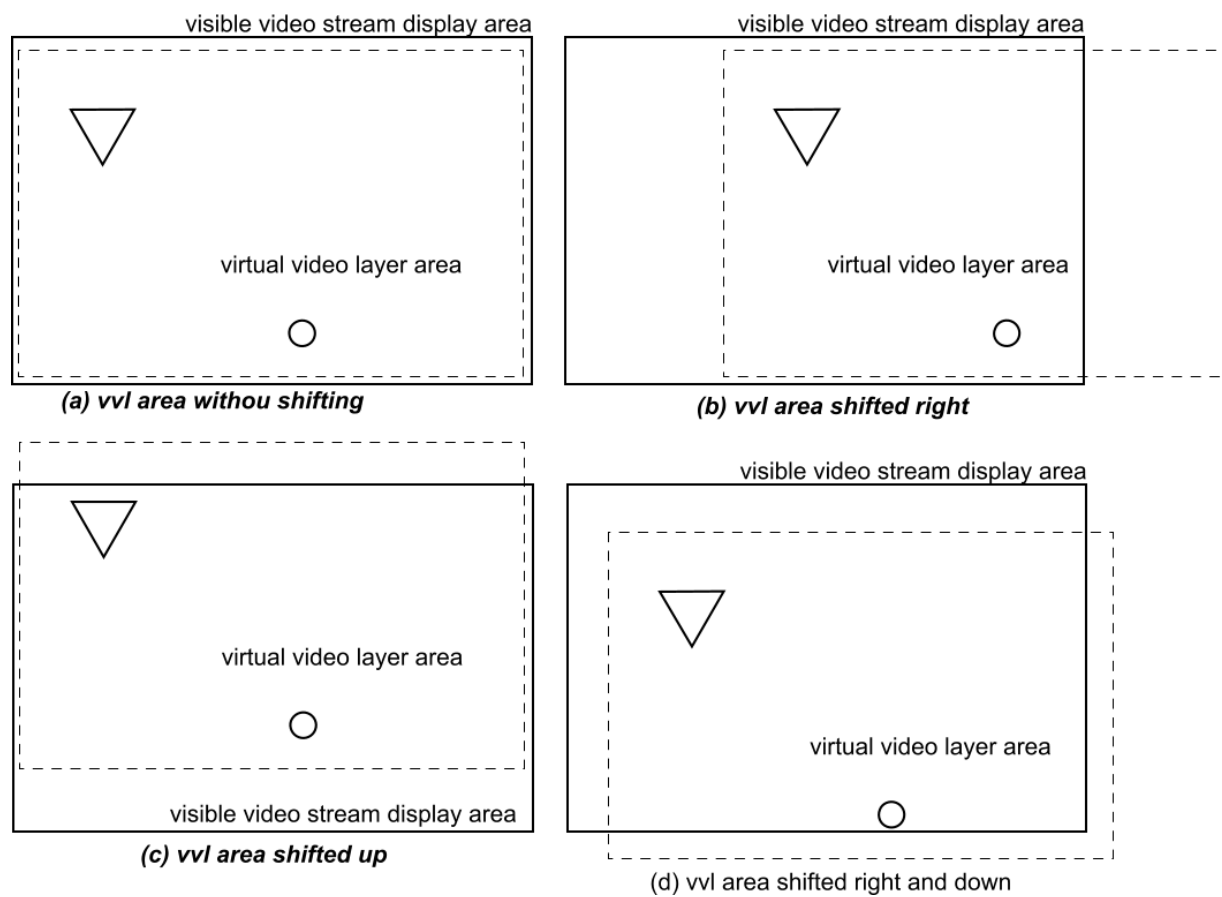 visible video stream display area
virtual video layer area
(a) vvl area withou shifting
visible video stream display area
virtual video layer area
(b) vvl area shifted right
virtual video layer area
visible video stream display area
(c) vvl area shifted up
visible video stream display area
virtual video layer area
(d) vvl area shifted right and down